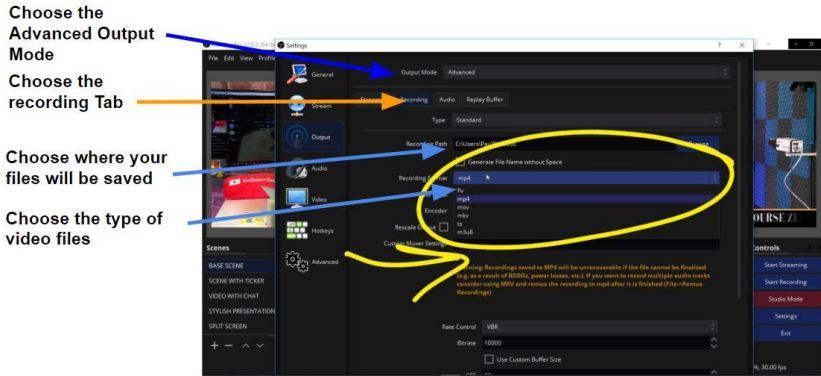 Choose the
Advanced Output
Mode
Choose the
recording Tab
Choose where your
files will be saved
Choose the type of
video files
Settings
File Edit View
General
Stream
Output
Audio
Video
Hotkeys
Advanced
Output Mode Advanced
Recording Audio Replay Buffer
Type Standard
Recording Path
Generate File Name without Space
Recording Format mp4
flv
mp4
mov
mkv
ts
m3u8
Encoder
Rescale Output
Custom Muxer Settings
Warning: Recordings saved to MP4 will be unrecoverable if the file cannot be finalized
(e.g. as a result of BSODs, power losses, etc.). If you want to record multiple audio tracks
consider using MKV and remux the recording to mp4 after it is finished (File->Remux
Recordings)
Rate Control VBR
Bitrate 10000
Use Custom Buffer Size
Scenes
BASE SCENE
SCENE WITH TICKER
VIDEO WITH CHAT
STYLISH PRESENTATION
SPLIT SCREEN
Controls
Start Streaming
Start Recording
Studio Mode
Settings
Exit
30.00 fps